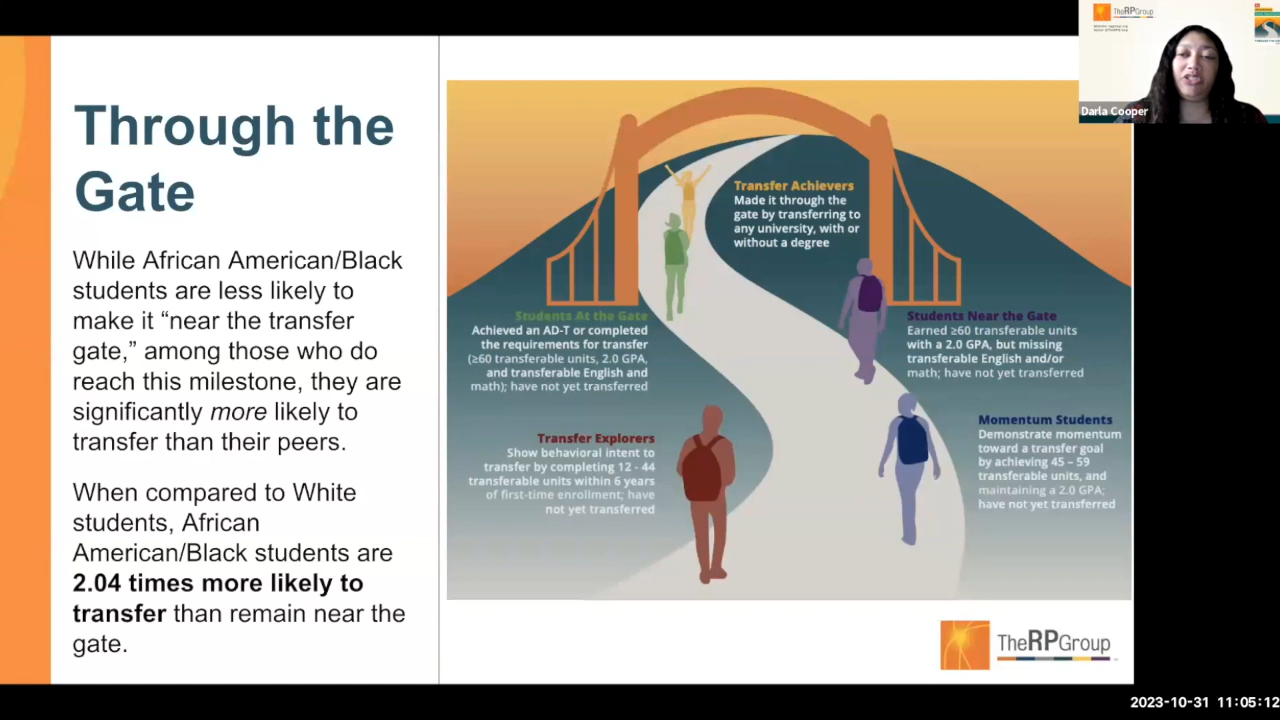 Through the
Gate
While African American/Black
students are less likely to
make it “near the transfer
gate,” among those who do
reach this milestone, they are
significantly more likely to
transfer than their peers.
When compared to White
students, African
American/Black students are
2.04 times more likely to
transfer than remain near the
gate.
Transfer Achievers
Made it through the
gate by transferring to
any university, with or
without a degree
Students At the Gate
Achieved an AD-T or completed
the requirements for transfer
(≥60 transferable units, 2.0 GPA,
and transferable English and
math); have not yet transferred
Students Near the Gate
Earned ≥60 transferable units
with a 2.0 GPA, but missing
transferable English and/or
math; have not yet transferred
Transfer Explorers
Show behavioral intent to
transfer by completing 12 - 44
transferable units within 6 years
of first-time enrollment; have
not yet transferred
Momentum Students
Demonstrate momentum
toward a transfer goal
by achieving 45 – 59
transferable units, and
maintaining a 2.0 GPA;
have not yet transferred
TheRPGroup
TheRPGroup
Darla Cooper
2023-10-31 11:05:12